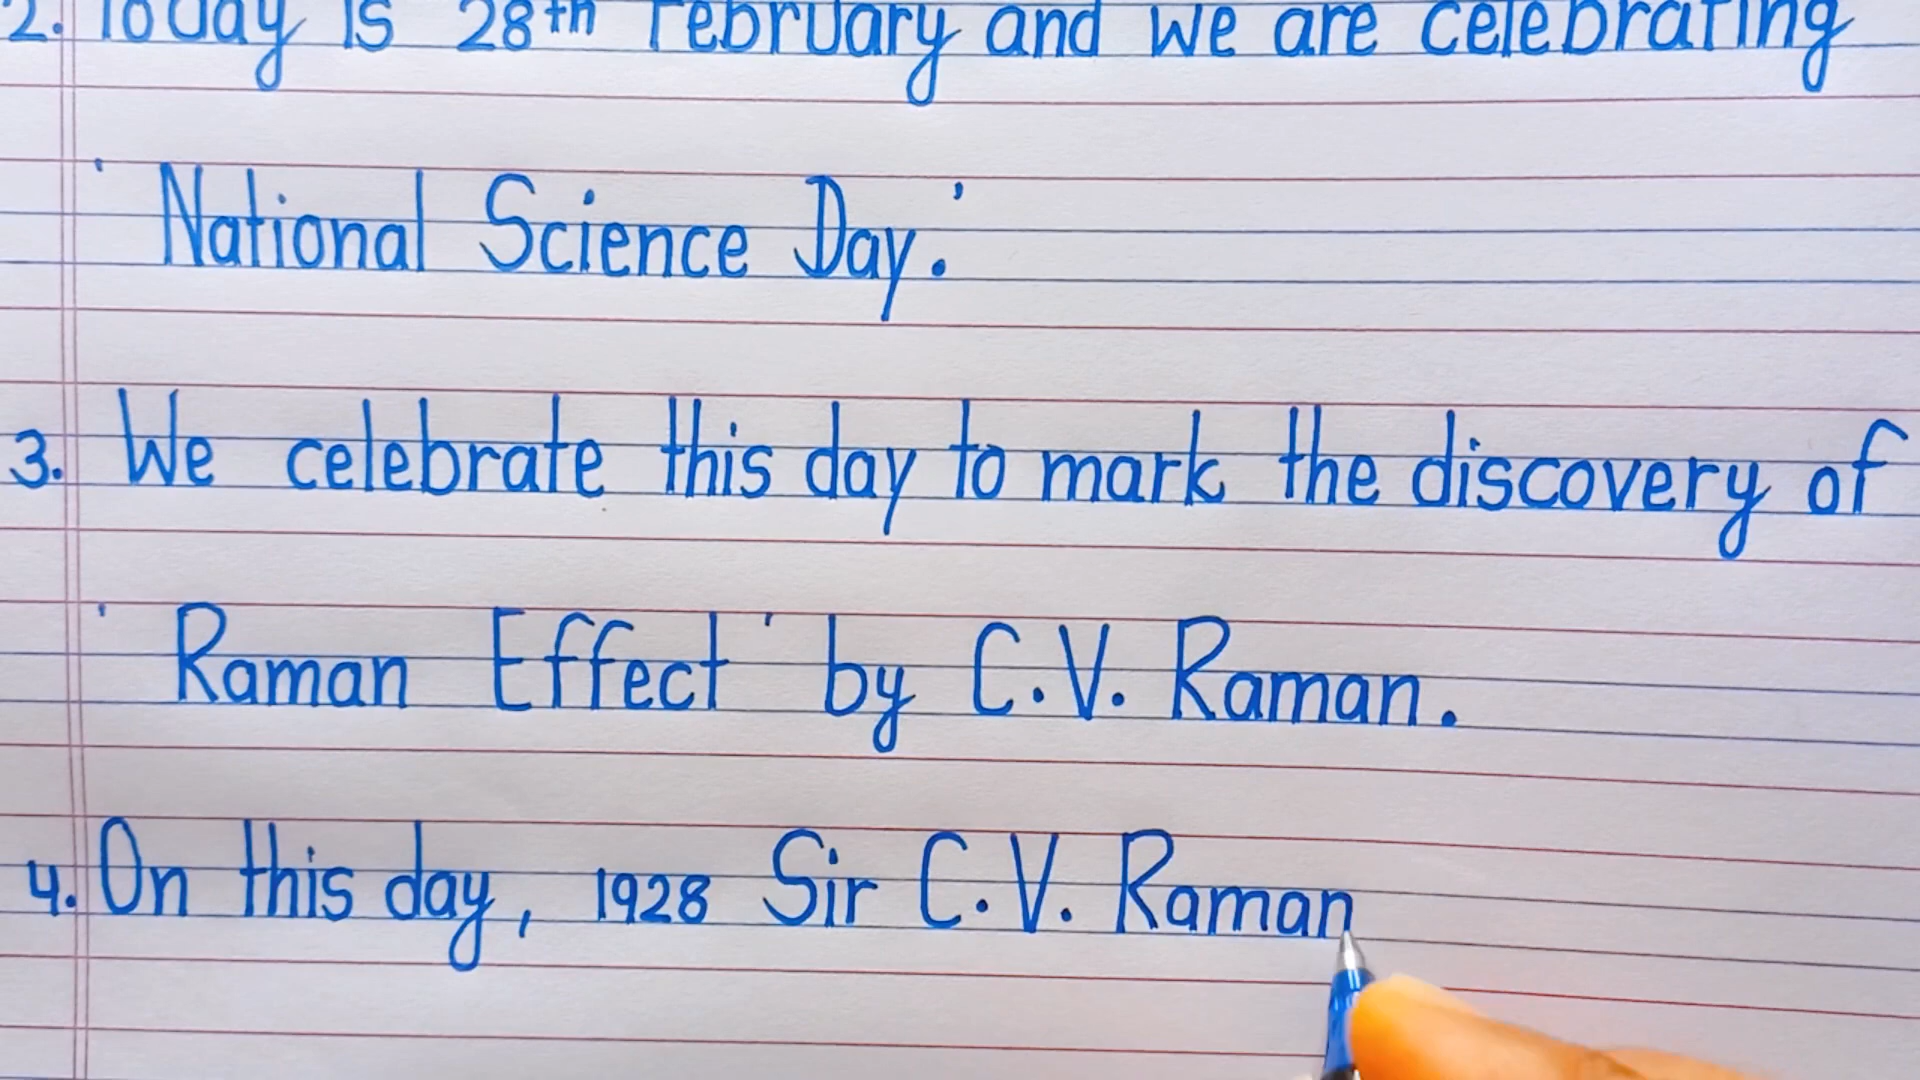 2. Today is 28th February and we are celebrating
'National Science Day.'
3. We celebrate this day to mark the discovery of
'Raman Effect' by C.V. Raman.
4. On this day, 1928 Sir C.V. Raman